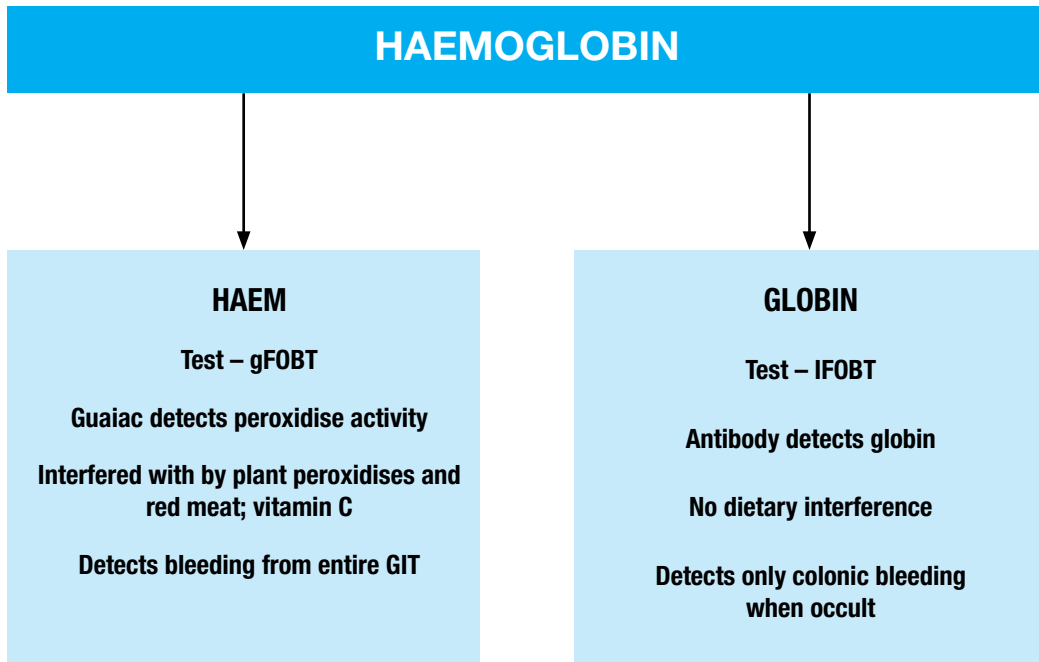 HAEMOGLOBIN
HAEM
Test – gFOBT
Guaiac detects peroxidise activity
Interfered with by plant peroxidises and
red meat; vitamin C
Detects bleeding from entire GIT
GLOBIN
Test – IFOBT
Antibody detects globin
No dietary interference
Detects only colonic bleeding
when occult